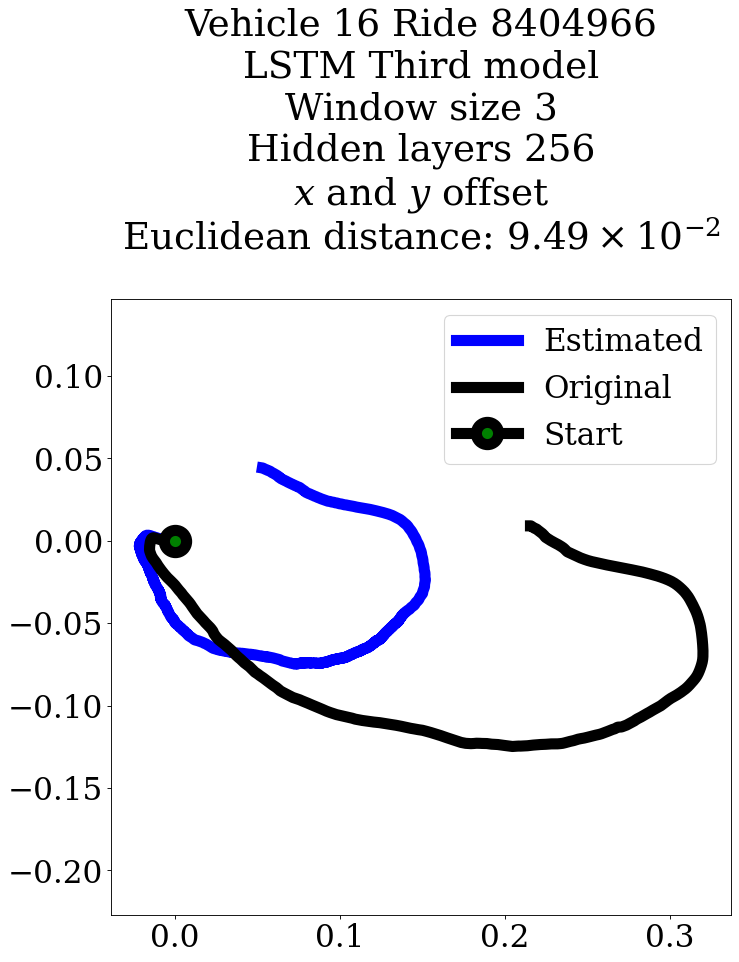 Vehicle 16 Ride 8404966
LSTM Third model
Window size 3
Hidden layers 256
x and y offset
Euclidean distance: 9.49 × 10⁻²
Estimated
Original
Start
0.10
0.05
0.00
−0.05
−0.10
−0.15
−0.20
0.0 0.1 0.2 0.3